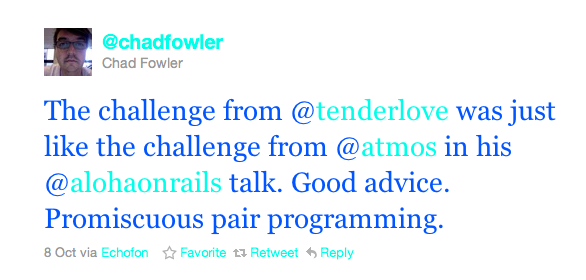 @chadfowler
Chad Fowler
The challenge from @tenderlove was just
like the challenge from @atmos in his
@alohaonrails talk. Good advice.
Promiscuous pair programming.
8 Oct via Echofon Favorite Retweet Reply